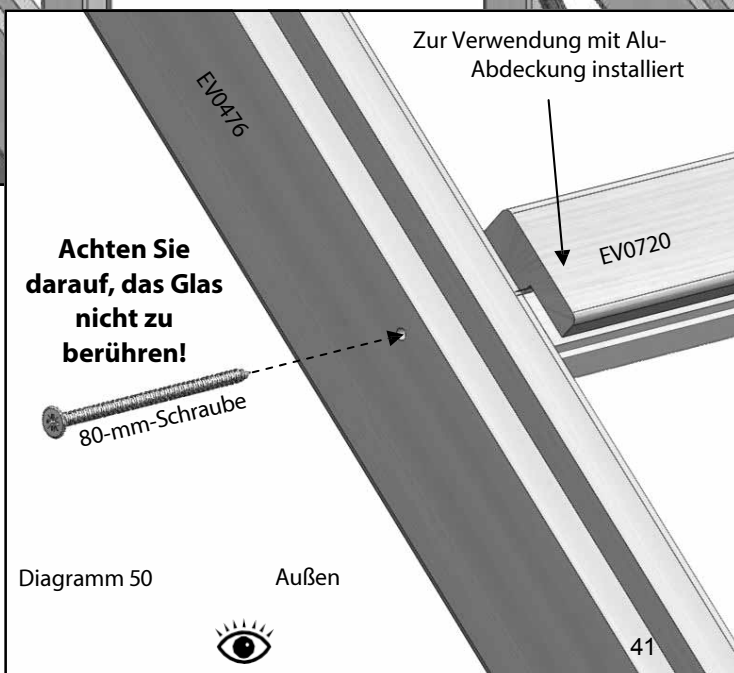 Zur Verwendung mit Alu-
Abdeckung installiert
EV0476
EV0720
Achten Sie
darauf, das Glas
nicht zu
berühren!
80-mm-Schraube
Diagramm 50
Außen
41